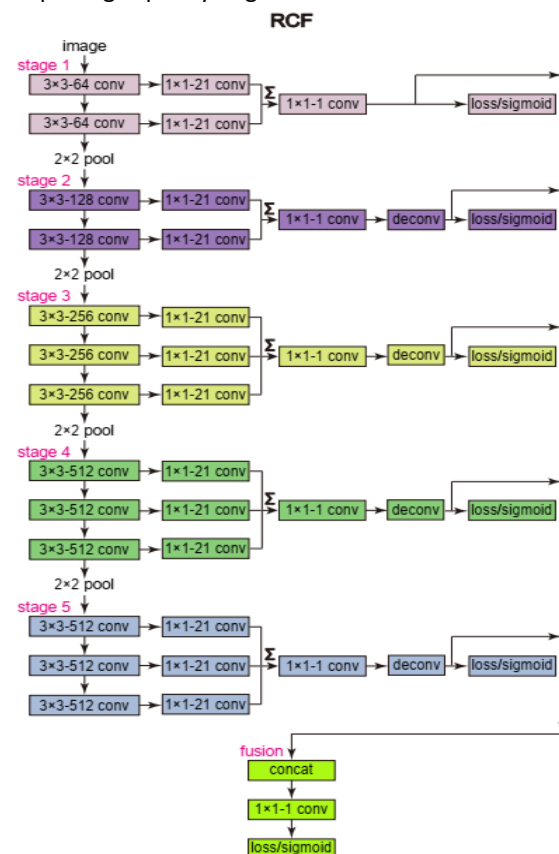 RCF
image
stage 1
3×3-64 conv 1×1-21 conv Σ
1×1-1 conv loss/sigmoid
3×3-64 conv 1×1-21 conv
2×2 pool
stage 2
3×3-128 conv 1×1-21 conv Σ
1×1-1 conv deconv loss/sigmoid
3×3-128 conv 1×1-21 conv
2×2 pool
stage 3
3×3-256 conv 1×1-21 conv
3×3-256 conv 1×1-21 conv Σ 1×1-1 conv deconv loss/sigmoid
3×3-256 conv 1×1-21 conv
2×2 pool
stage 4
3×3-512 conv 1×1-21 conv
3×3-512 conv 1×1-21 conv Σ 1×1-1 conv deconv loss/sigmoid
3×3-512 conv 1×1-21 conv
2×2 pool
stage 5
3×3-512 conv 1×1-21 conv
3×3-512 conv 1×1-21 conv Σ 1×1-1 conv deconv loss/sigmoid
3×3-512 conv 1×1-21 conv
fusion
concat
1×1-1 conv
loss/sigmoid